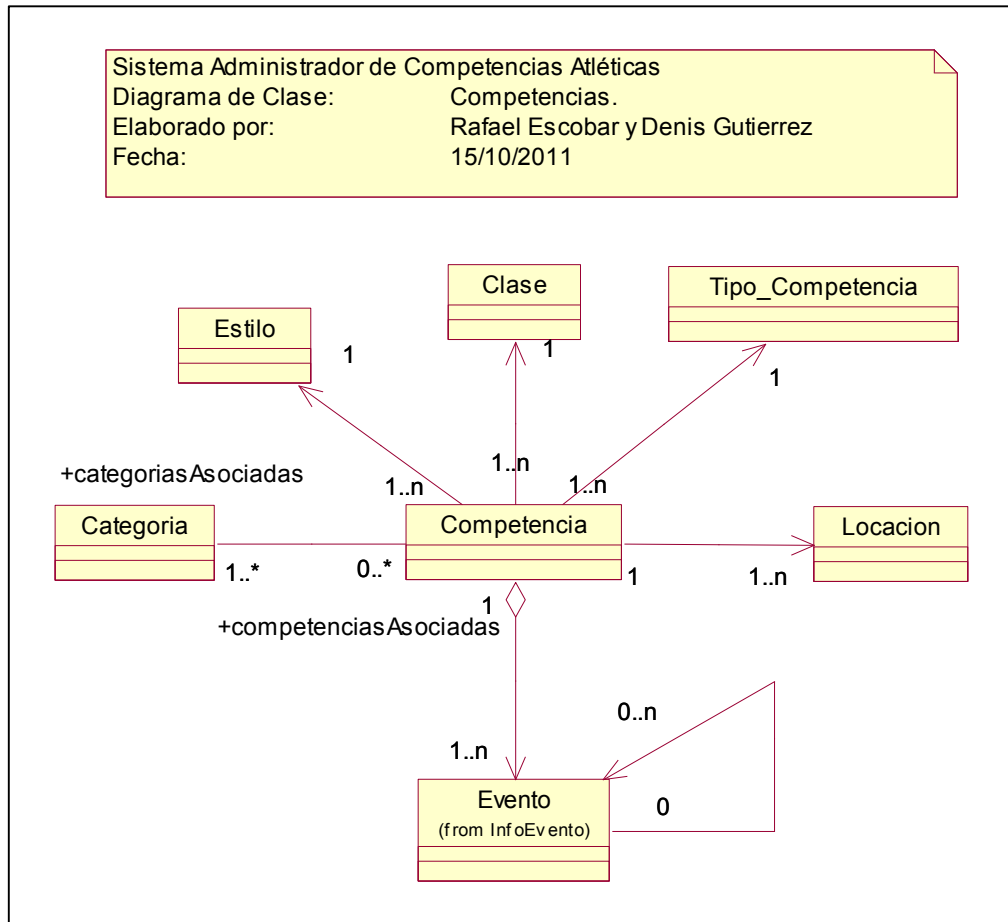 Sistema Administrador de Competencias Atléticas
Diagrama de Clase: Competencias.
Elaborado por: Rafael Escobar y Denis Gutierrez
Fecha: 15/10/2011
Clase
Tipo_Competencia
Estilo
1
1
1
+categoriasAsociadas
1..n
1..n
1..n
Categoria
Competencia
Locacion
1..*
0..*
1
1..n
1
+competenciasAsociadas
0..n
1..n
Evento
(from InfoEvento)
0